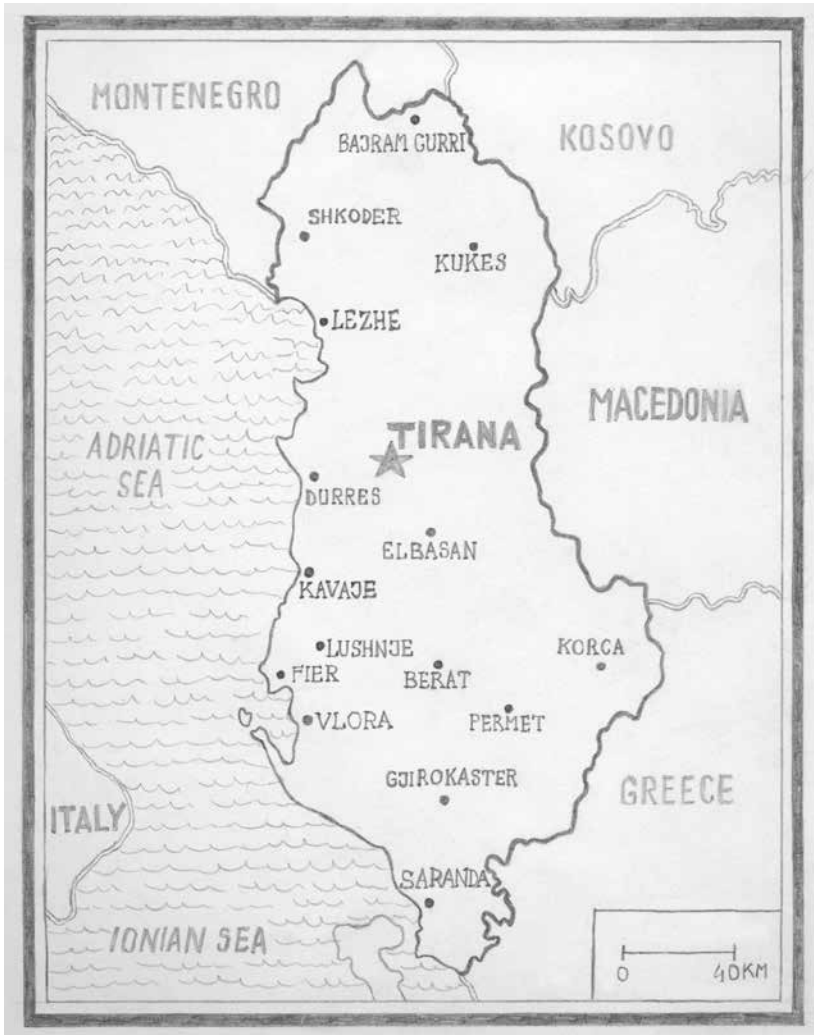 MONTENEGRO
KOSOVO
BAJRAM CURRI
SHKODER
KUKES
LEZHE
MACEDONIA
TIRANA
ADRIATIC
SEA
DURRES
ELBASAN
KAVAJE
LUSHNJE
KORCA
FIER
BERAT
VLORA
PERMET
GJIROKASTER
GREECE
ITALY
SARANDA
IONIAN SEA
0 40KM